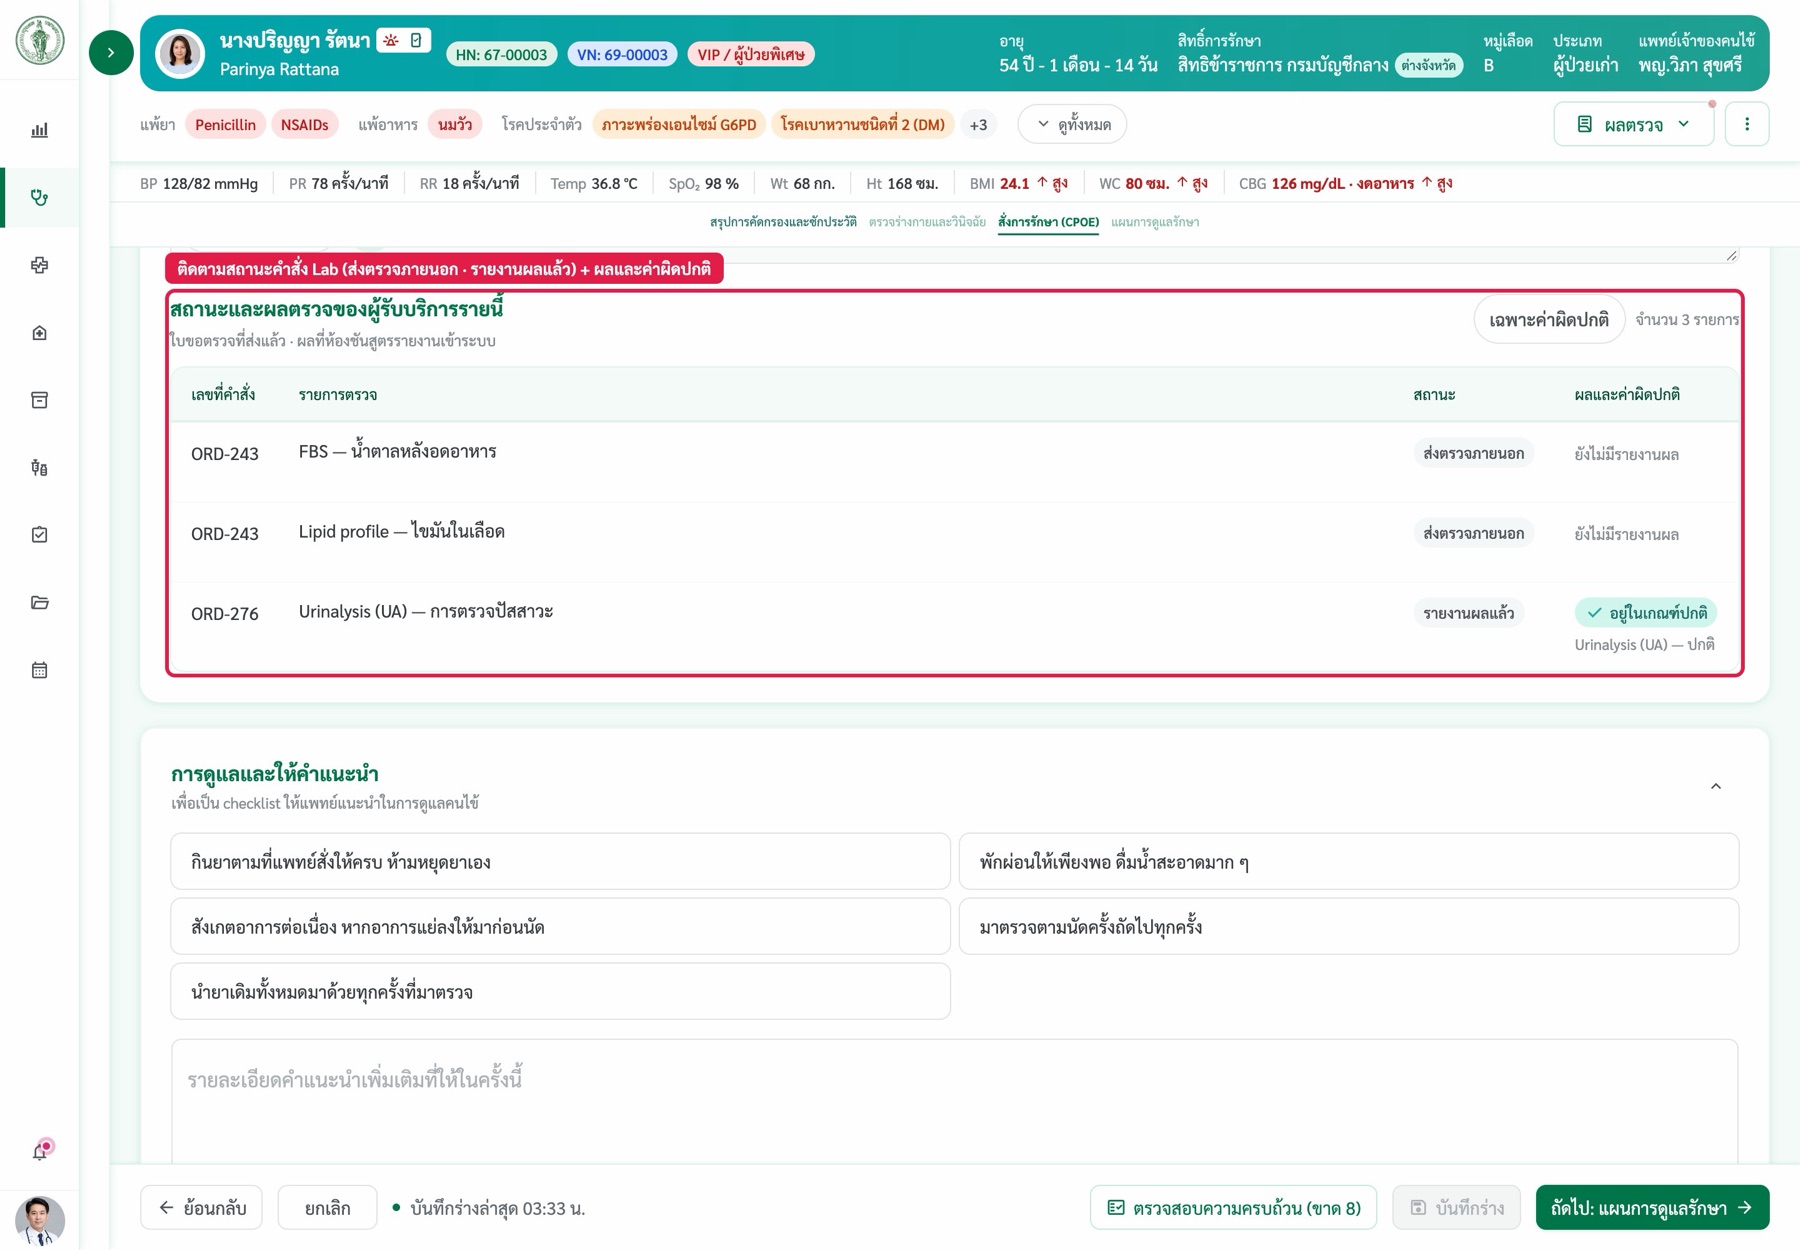 นางปริญญา รัตนา
Parinya Rattana
HN: 67-00003
VN: 69-00003
VIP / ผู้ป่วยพิเศษ
อายุ
54 ปี - 1 เดือน - 14 วัน
สิทธิ์การรักษา
สิทธิข้าราชการ กรมบัญชีกลาง ต่างจังหวัด
หมู่เลือด
B
ประเภท
ผู้ป่วยเก่า
แพทย์เจ้าของคนไข้
พญ.วิภา สุขศรี
แพ้ยา Penicillin NSAIDs แพ้อาหาร นมวัว โรคประจำตัว ภาวะพร่องเอนไซม์ G6PD โรคเบาหวานชนิดที่ 2 (DM) +3 ดูทั้งหมด
ผลตรวจ
BP 128/82 mmHg PR 78 ครั้ง/นาที RR 18 ครั้ง/นาที Temp 36.8 °C SpO₂ 98 % Wt 68 กก. Ht 168 ซม. BMI 24.1 ↑ สูง WC 80 ซม. ↑ สูง CBG 126 mg/dL · งดอาหาร ↑ สูง
สรุปการคัดกรองและซักประวัติ ตรวจร่างกายและวินิจฉัย สั่งการรักษา (CPOE) แผนการดูแลรักษา
ติดตามสถานะคำสั่ง Lab (ส่งตรวจภายนอก · รายงานผลแล้ว) + ผลและค่าผิดปกติ
สถานะและผลตรวจของผู้รับบริการรายนี้
ใบขอตรวจที่ส่งแล้ว · ผลที่ห้องชันสูตรรายงานเข้าระบบ
เฉพาะค่าผิดปกติ จำนวน 3 รายการ
เลขที่คำสั่ง รายการตรวจ สถานะ ผลและค่าผิดปกติ
ORD-243 FBS — น้ำตาลหลังอดอาหาร ส่งตรวจภายนอก ยังไม่มีรายงานผล
ORD-243 Lipid profile — ไขมันในเลือด ส่งตรวจภายนอก ยังไม่มีรายงานผล
ORD-276 Urinalysis (UA) — การตรวจปัสสาวะ รายงานผลแล้ว อยู่ในเกณฑ์ปกติ
Urinalysis (UA) — ปกติ
การดูแลและให้คำแนะนำ
เพื่อเป็น checklist ให้แพทย์แนะนำในการดูแลคนไข้
กินยาตามที่แพทย์สั่งให้ครบ ห้ามหยุดยาเอง
พักผ่อนให้เพียงพอ ดื่มน้ำสะอาดมาก ๆ
สังเกตอาการต่อเนื่อง หากอาการแย่ลงให้มาก่อนนัด
มาตรวจตามนัดครั้งถัดไปทุกครั้ง
นำยาเดิมทั้งหมดมาด้วยทุกครั้งที่มาตรวจ
รายละเอียดคำแนะนำเพิ่มเติมที่ให้ในครั้งนี้
← ย้อนกลับ ยกเลิก บันทึกร่างล่าสุด 03:33 น. ตรวจสอบความครบถ้วน (ขาด 8) บันทึกร่าง ถัดไป: แผนการดูแลรักษา →